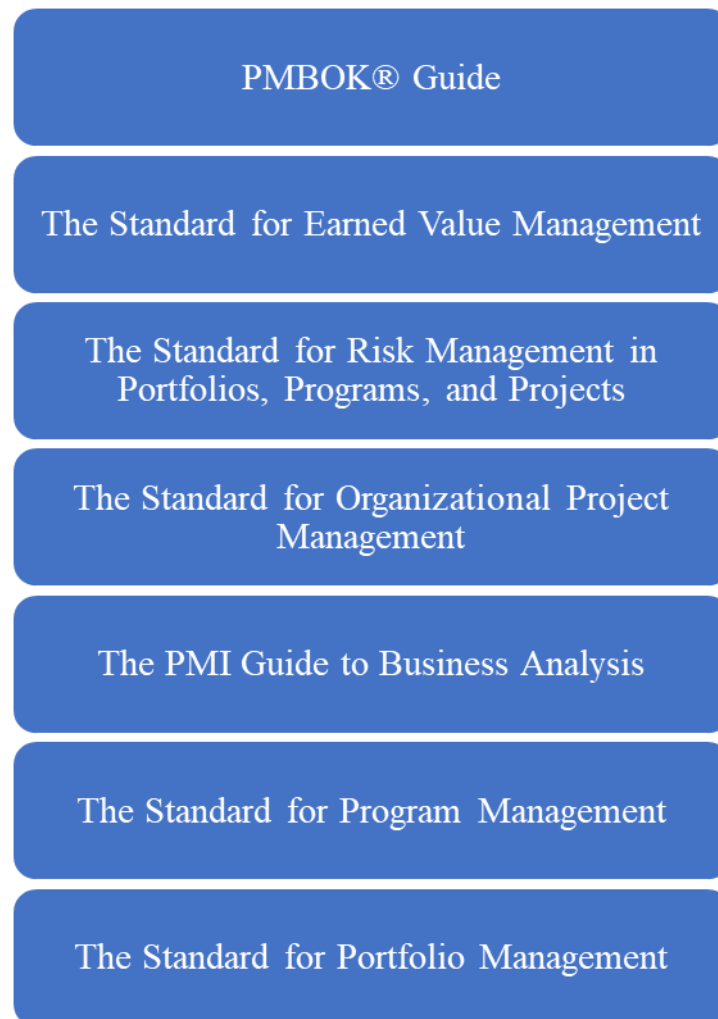 PMBOK® Guide
The Standard for Earned Value Management
The Standard for Risk Management in
Portfolios, Programs, and Projects
The Standard for Organizational Project
Management
The PMI Guide to Business Analysis
The Standard for Program Management
The Standard for Portfolio Management